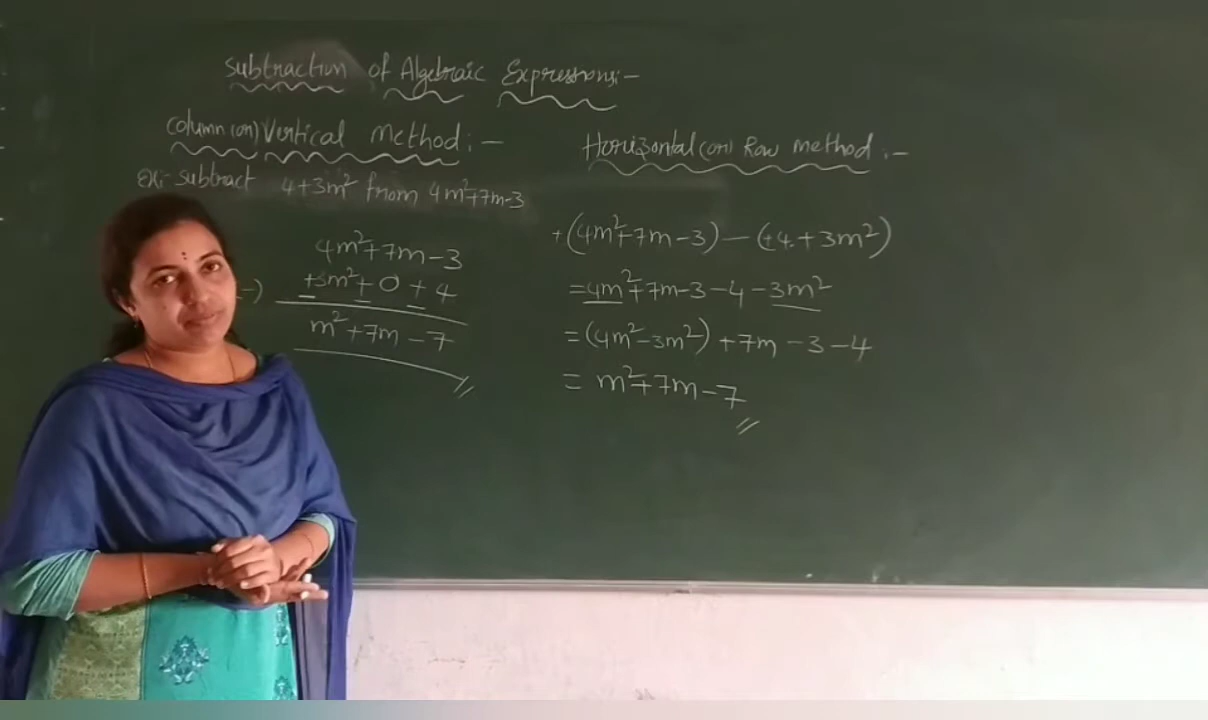 Subtraction of Algebraic Expressions:-
Column (or) Vertical Method:-
Ex:- Subtract 4+3m² from 4m²+7m-3
4m²+7m-3
-) +3m²+0+4
m²+7m-7
Horizontal (or) Row method:-
+(4m²+7m-3)-(+4+3m²)
=4m²+7m-3-4-3m²
=(4m²-3m²)+7m-3-4
= m²+7m-7